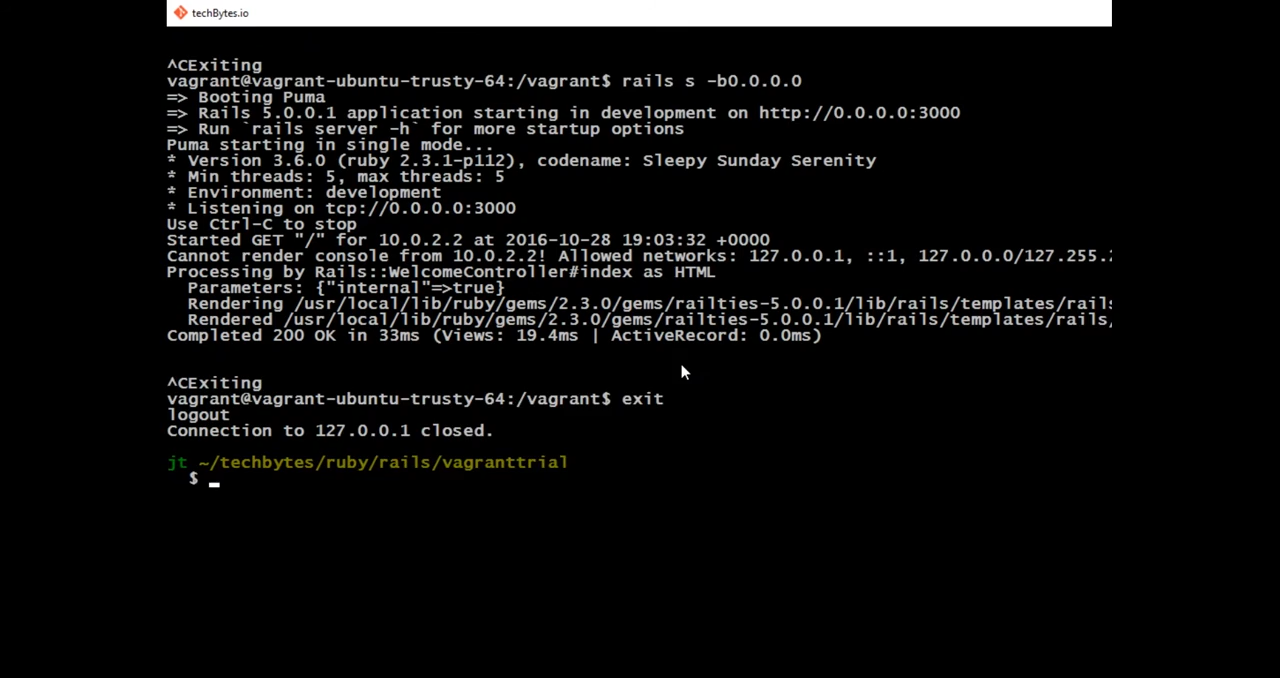 techBytes.io
^CExiting
vagrant@vagrant-ubuntu-trusty-64:/vagrant$ rails s -b0.0.0.0
=> Booting Puma
=> Rails 5.0.0.1 application starting in development on http://0.0.0.0:3000
=> Run `rails server -h` for more startup options
Puma starting in single mode...
* Version 3.6.0 (ruby 2.3.1-p112), codename: Sleepy Sunday Serenity
* Min threads: 5, max threads: 5
* Environment: development
* Listening on tcp://0.0.0.0:3000
Use Ctrl-C to stop
Started GET "/" for 10.0.2.2 at 2016-10-28 19:03:32 +0000
Cannot render console from 10.0.2.2! Allowed networks: 127.0.0.1, ::1, 127.0.0.0/127.255.2
Processing by Rails::WelcomeController#index as HTML
  Parameters: {"internal"=>true}
  Rendering /usr/local/lib/ruby/gems/2.3.0/gems/railties-5.0.0.1/lib/rails/templates/rails
  Rendered /usr/local/lib/ruby/gems/2.3.0/gems/railties-5.0.0.1/lib/rails/templates/rails/
Completed 200 OK in 33ms (Views: 19.4ms | ActiveRecord: 0.0ms)
^CExiting
vagrant@vagrant-ubuntu-trusty-64:/vagrant$ exit
logout
Connection to 127.0.0.1 closed.
jt ~/techbytes/ruby/rails/vagranttrial
  $